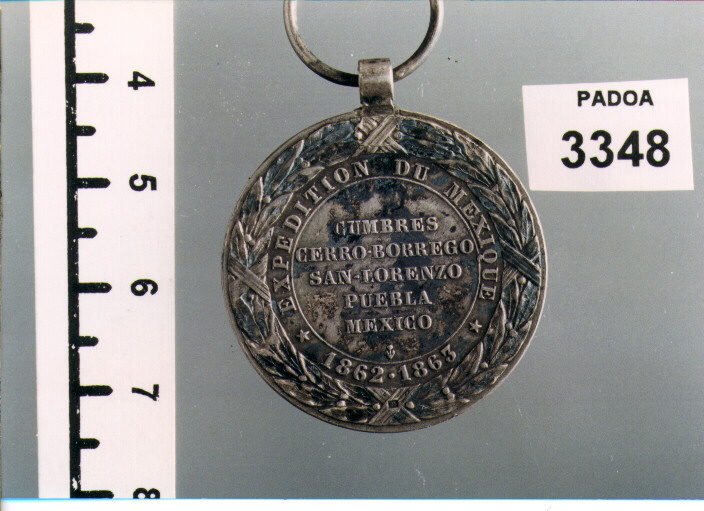 4
5
6
7
8
PADOA
3348
EXPEDITION DU MEXIQUE
CUMBRES
CERRO-BORREGO
SAN-LORENZO
PUEBLA
MEXICO
1862·1863